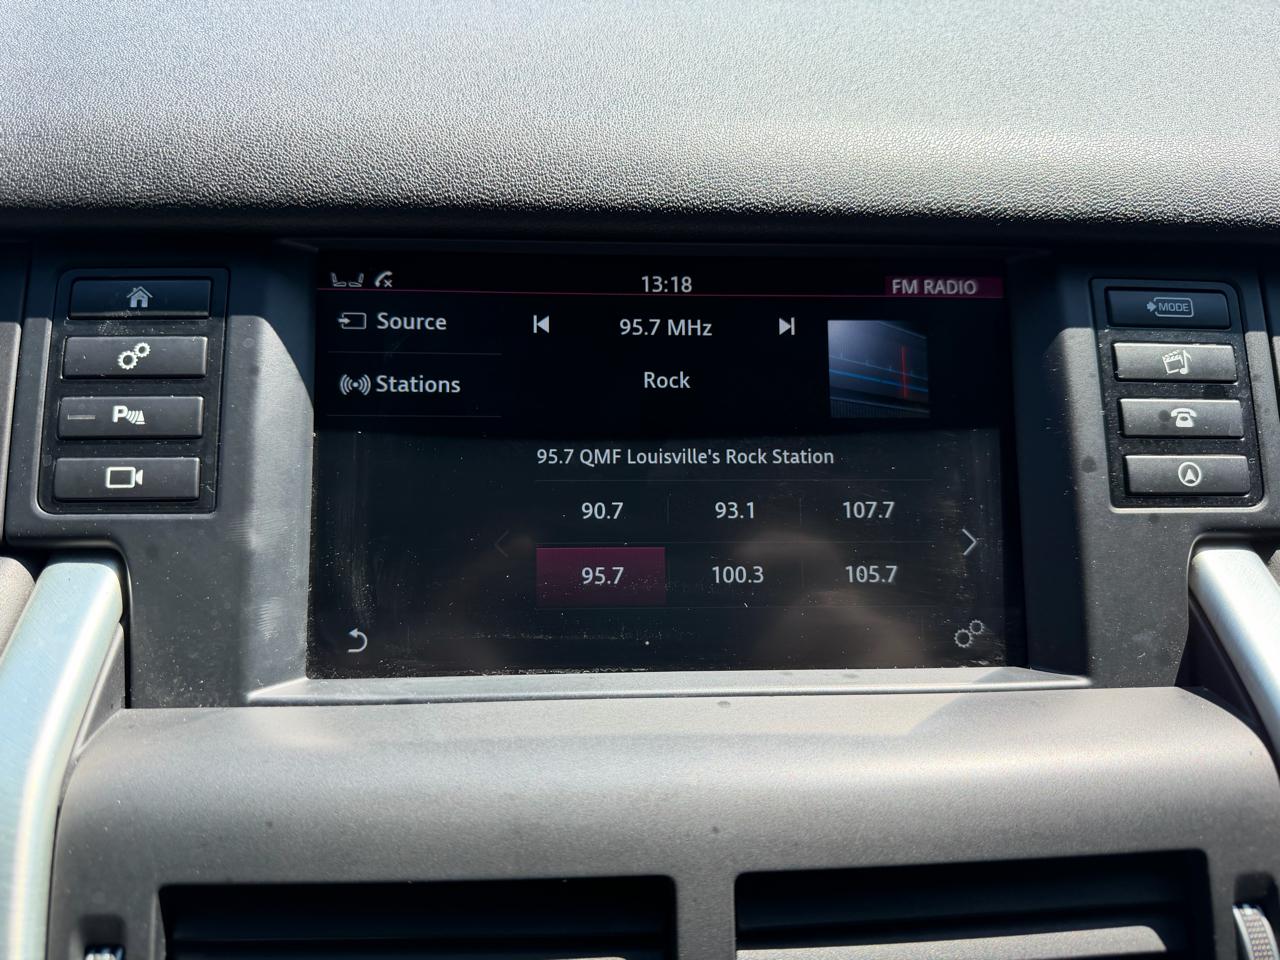 13:18
FM RADIO
Source
95.7 MHz
Stations
Rock
95.7 QMF Louisville's Rock Station
90.7
93.1
107.7
95.7
100.3
105.7
P
MODE